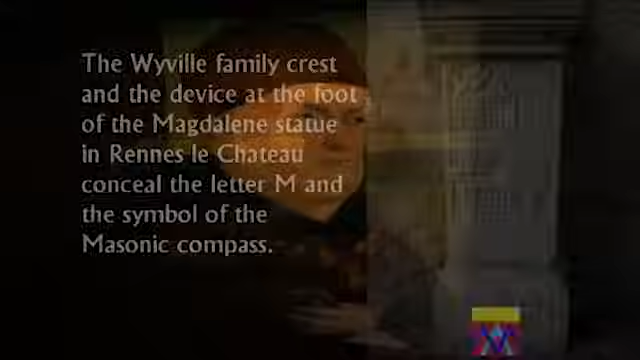 The Wyville family crest
and the device at the foot
of the Magdalene statue
in Rennes le Chateau
conceal the letter M and
the symbol of the
Masonic compass.